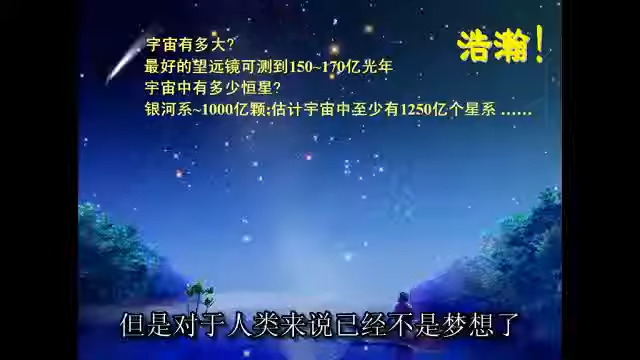 宇宙有多大?
浩瀚!
最好的望远镜可测到150~170亿光年
宇宙中有多少恒星?
银河系~1000亿颗;估计宇宙中至少有1250亿个星系 ……
但是对于人类来说已经不是梦想了